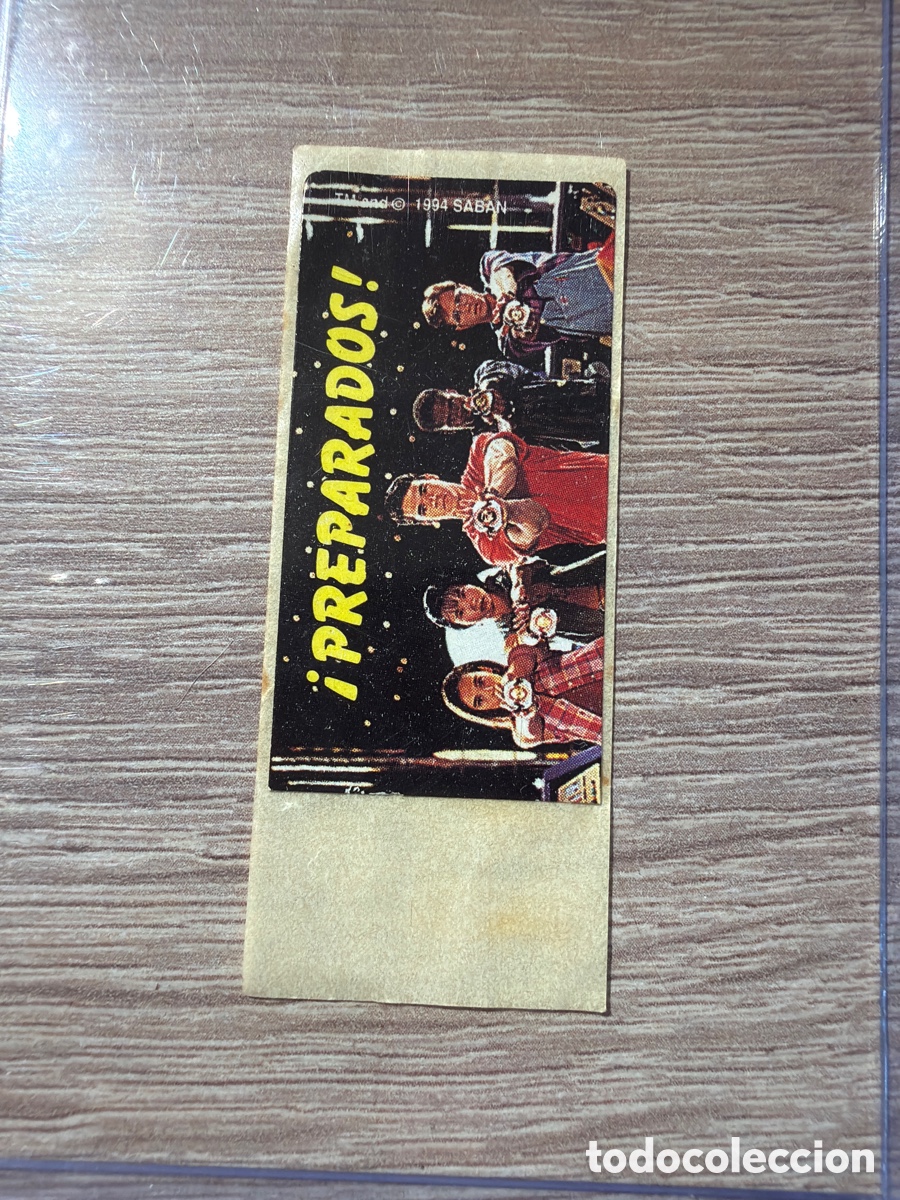 TM and © 1994 SABAN
¡PREPARADOS!
todocoleccion